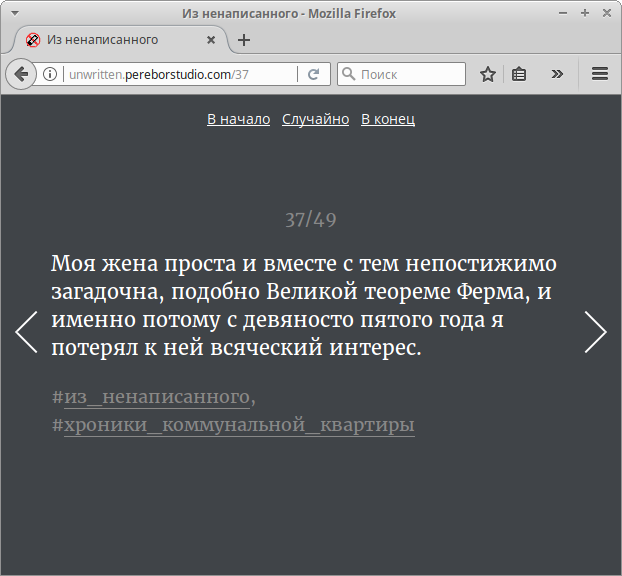 Из ненаписанного - Mozilla Firefox
Из ненаписанного
unwritten.pereborstudio.com/37
Поиск
В начало Случайно В конец
37/49
Моя жена проста и вместе с тем непостижимо
загадочна, подобно Великой теореме Ферма, и
именно потому с девяносто пятого года я
потерял к ней всяческий интерес.
#из_ненаписанного,
#хроники_коммунальной_квартиры